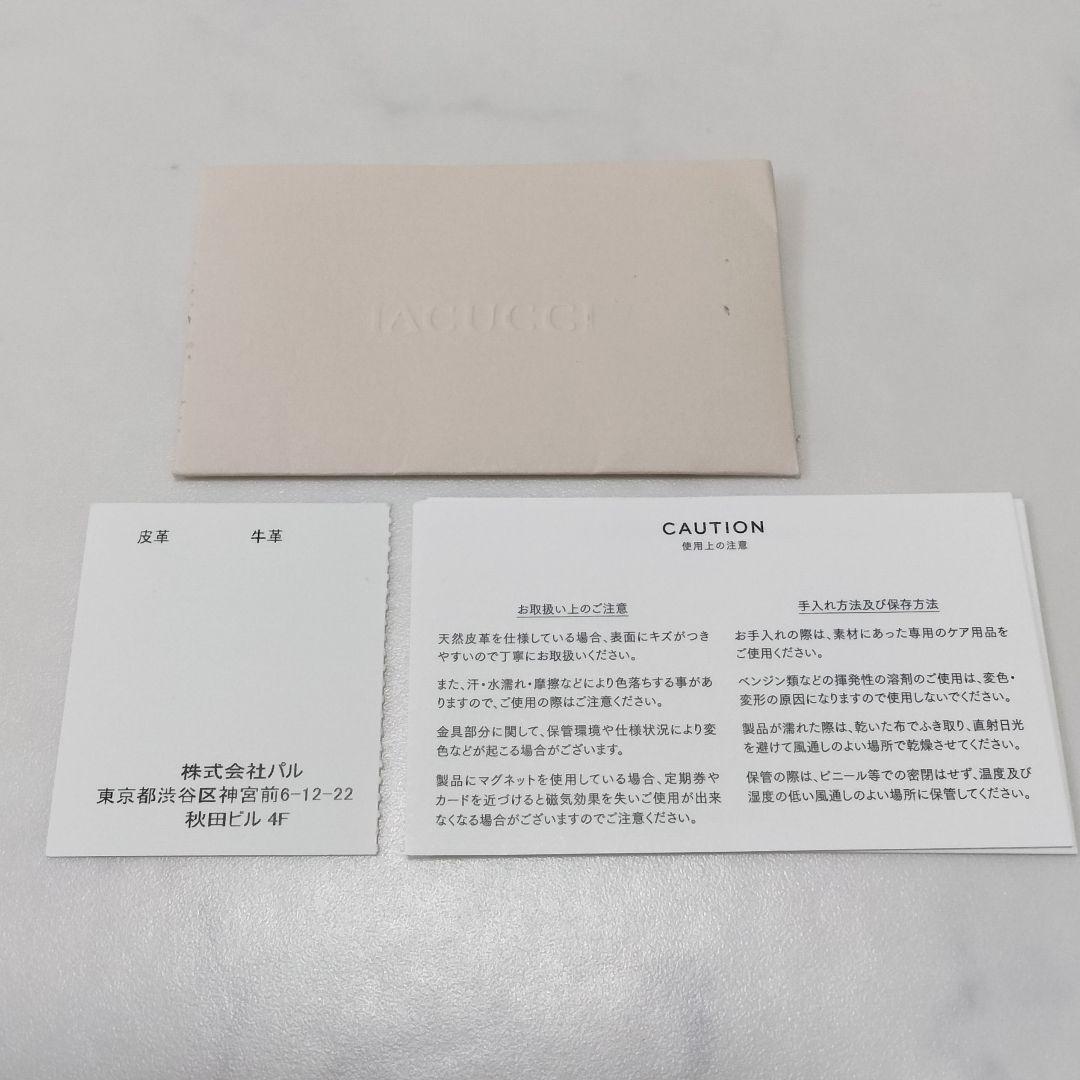 IACUCCI
皮革 牛革
株式会社パル
東京都渋谷区神宮前6-12-22
秋田ビル 4F
CAUTION
使用上の注意
お取扱い上のご注意
天然皮革を仕様している場合、表面にキズがつき
やすいので丁寧にお取扱いください。
また、汗・水濡れ・摩擦などにより色落ちする事があ
りますので、ご使用の際はご注意ください。
金具部分に関して、保管環境や仕様状況により変
色などが起こる場合がございます。
製品にマグネットを使用している場合、定期券や
カードを近づけると磁気効果を失いご使用が出来
なくなる場合がございますのでご注意ください。
手入れ方法及び保存方法
お手入れの際は、素材にあった専用のケア用品を
ご使用ください。
ベンジン類などの揮発性の溶剤のご使用は、変色・
変形の原因になりますので使用しないでください。
製品が濡れた際は、乾いた布でふき取り、直射日光
を避けて風通しのよい場所で乾燥させてください。
保管の際は、ビニール等での密閉はせず、温度及び
湿度の低い風通しのよい場所に保管してください。